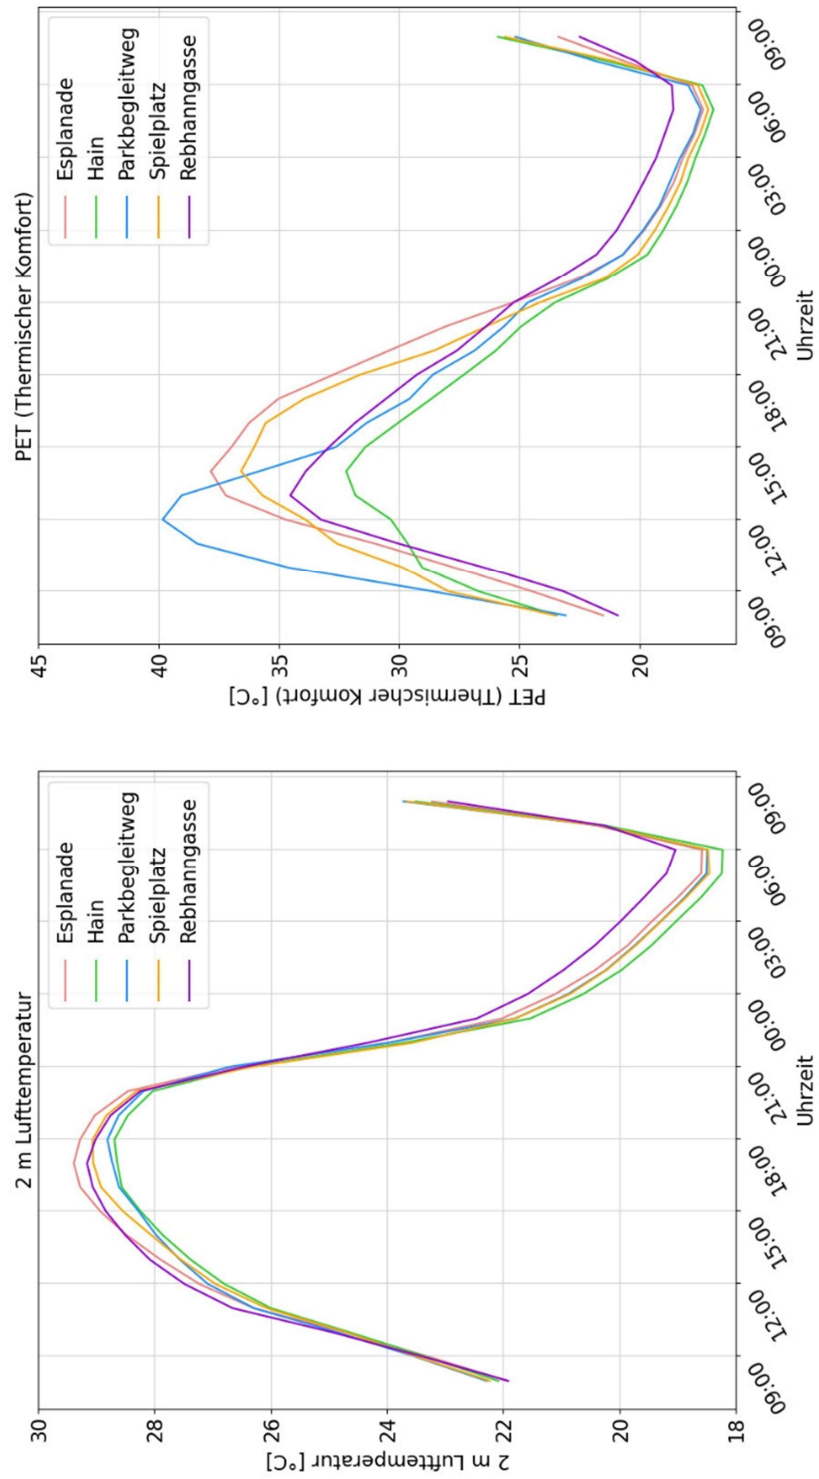 2 m Lufttemperatur
2 m Lufttemperatur [°C]
30
28
26
24
22
20
18
09:00
12:00
15:00
18:00
21:00
00:00
03:00
06:00
09:00
Uhrzeit
Esplanade
Hain
Parkbegleitweg
Spielplatz
Rebhanngasse
PET (Thermischer Komfort)
PET (Thermischer Komfort) [°C]
45
40
35
30
25
20
09:00
12:00
15:00
18:00
21:00
00:00
03:00
06:00
09:00
Uhrzeit
Esplanade
Hain
Parkbegleitweg
Spielplatz
Rebhanngasse